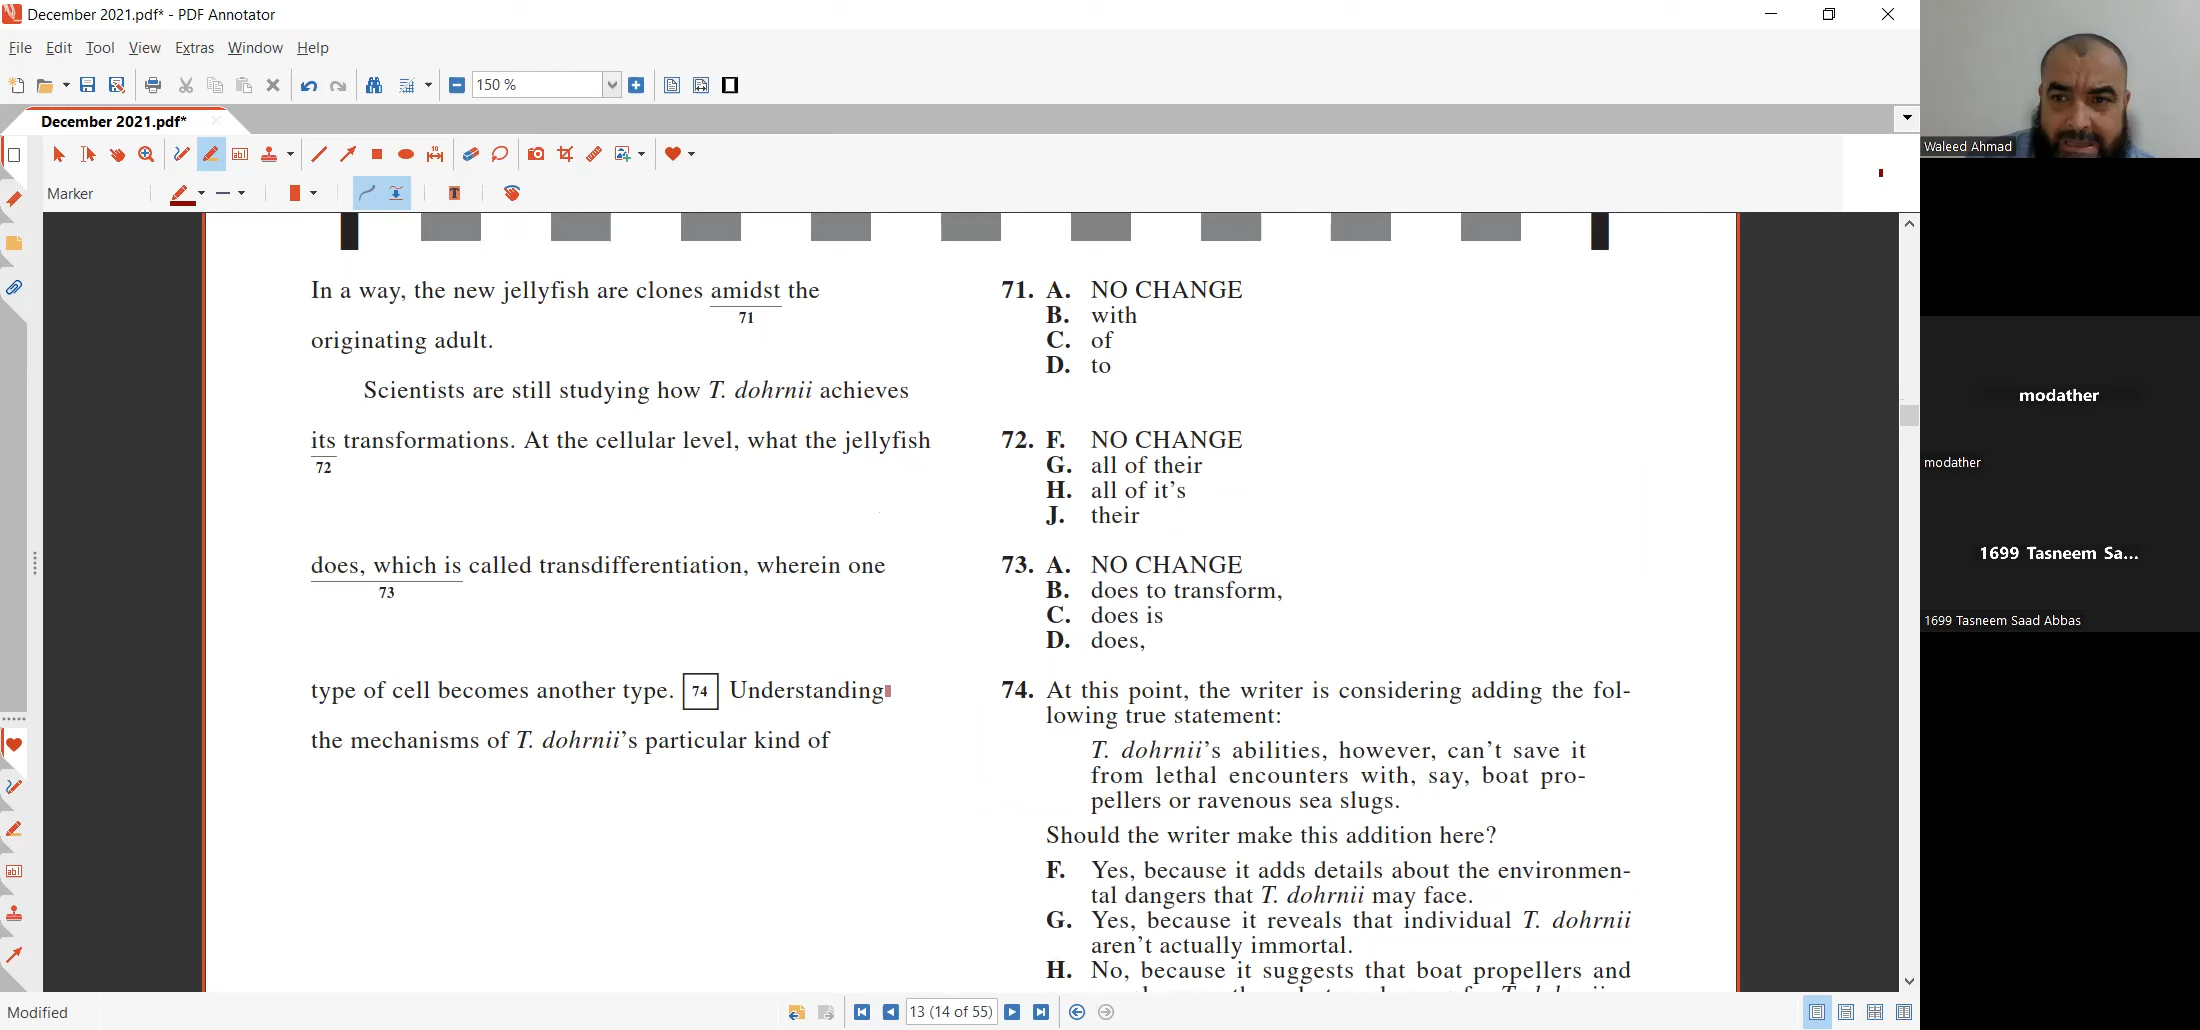 December 2021.pdf* - PDF Annotator
File Edit Tool View Extras Window Help
150 %
December 2021.pdf*
Marker
In a way, the new jellyfish are clones amidst the
71
originating adult.
Scientists are still studying how T. dohrnii achieves
its transformations. At the cellular level, what the jellyfish
72
does, which is called transdifferentiation, wherein one
73
type of cell becomes another type. 74 Understanding
the mechanisms of T. dohrnii's particular kind of
71. A. NO CHANGE
B. with
C. of
D. to
72. F. NO CHANGE
G. all of their
H. all of it's
J. their
73. A. NO CHANGE
B. does to transform,
C. does is
D. does,
74. At this point, the writer is considering adding the fol-
lowing true statement:
T. dohrnii's abilities, however, can't save it
from lethal encounters with, say, boat pro-
pellers or ravenous sea slugs.
Should the writer make this addition here?
F. Yes, because it adds details about the environmen-
tal dangers that T. dohrnii may face.
G. Yes, because it reveals that individual T. dohrnii
aren't actually immortal.
H. No, because it suggests that boat propellers and
Modified
13 (14 of 55)
Waleed Ahmad
modather
modather
1699 Tasneem Sa...
1699 Tasneem Saad Abbas